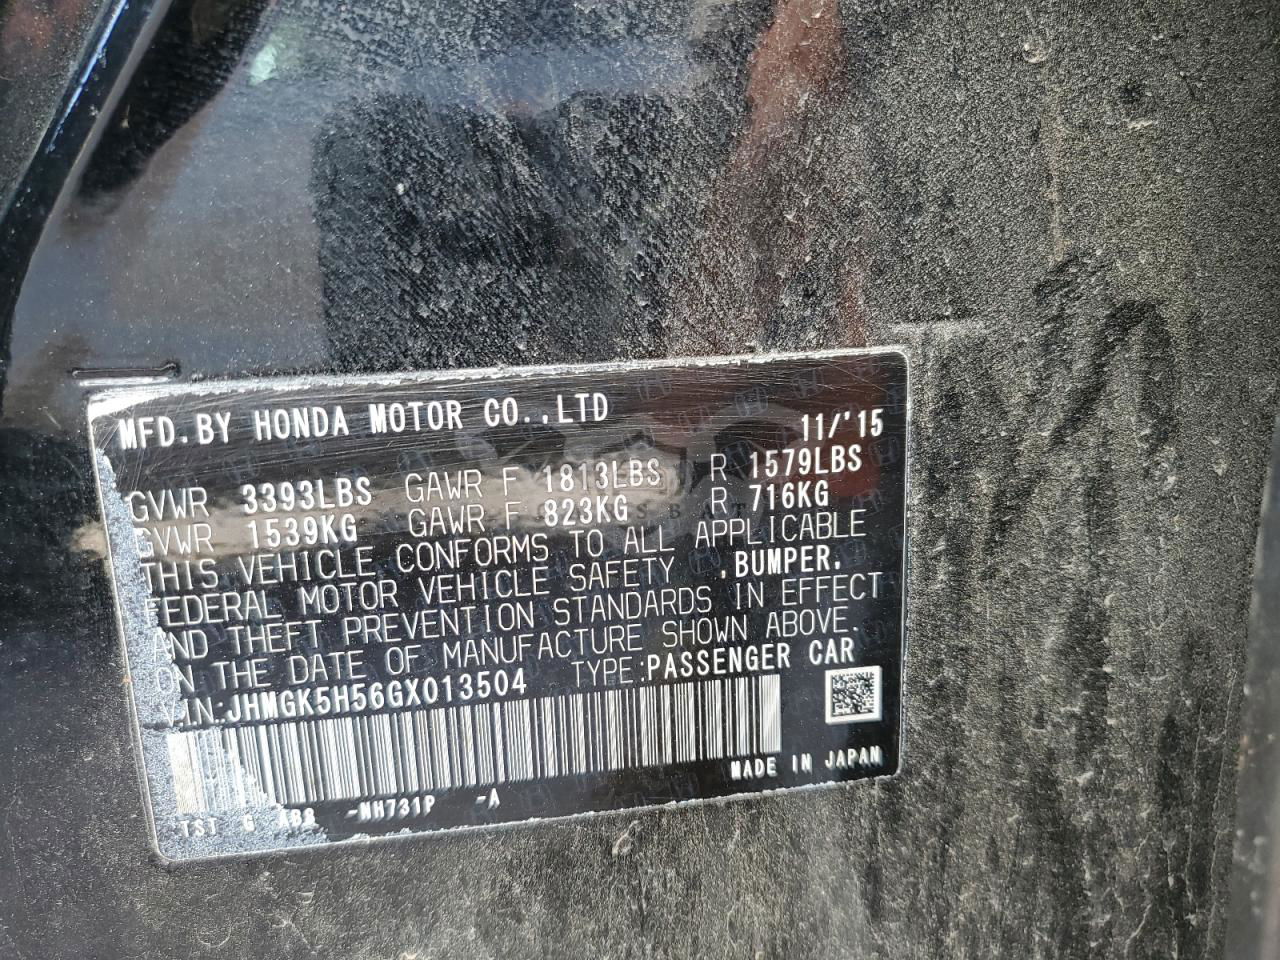 MFD.BY HONDA MOTOR CO.,LTD 11/'15
GVWR 3393LBS GAWR F 1813LBS R 1579LBS
GVWR 1539KG GAWR F 823KG R 716KG
THIS VEHICLE CONFORMS TO ALL APPLICABLE
FEDERAL MOTOR VEHICLE SAFETY ,BUMPER,
AND THEFT PREVENTION STANDARDS IN EFFECT
ON THE DATE OF MANUFACTURE SHOWN ABOVE.
V.I.N.:JHMGK5H56GX013504 TYPE:PASSENGER CAR
MADE IN JAPAN
TST G -NH731P -A